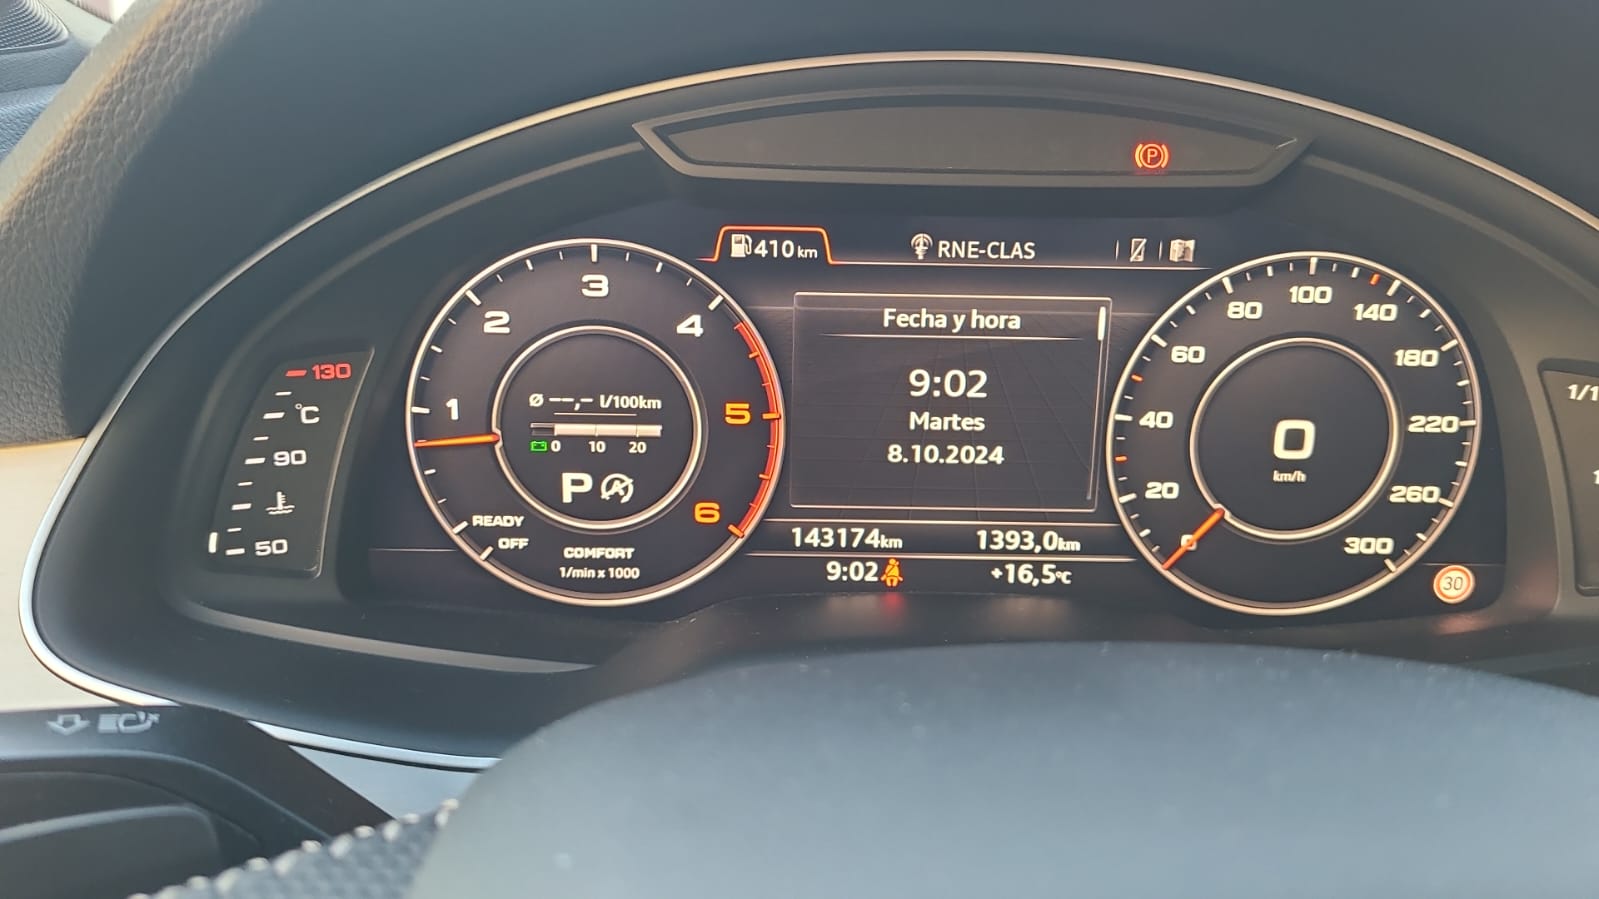 (P)
410 km
RNE-CLAS
Fecha y hora
9:02
Martes
8.10.2024
143174km
1393,0km
9:02
+16,5°C
130
°C
90
50
1
2
3
4
5
6
Ø --,- l/100km
0 10 20
P A
READY
OFF
COMFORT
1/min x 1000
0
20
40
60
80
100
140
180
220
260
300
0
km/h
30
1/1